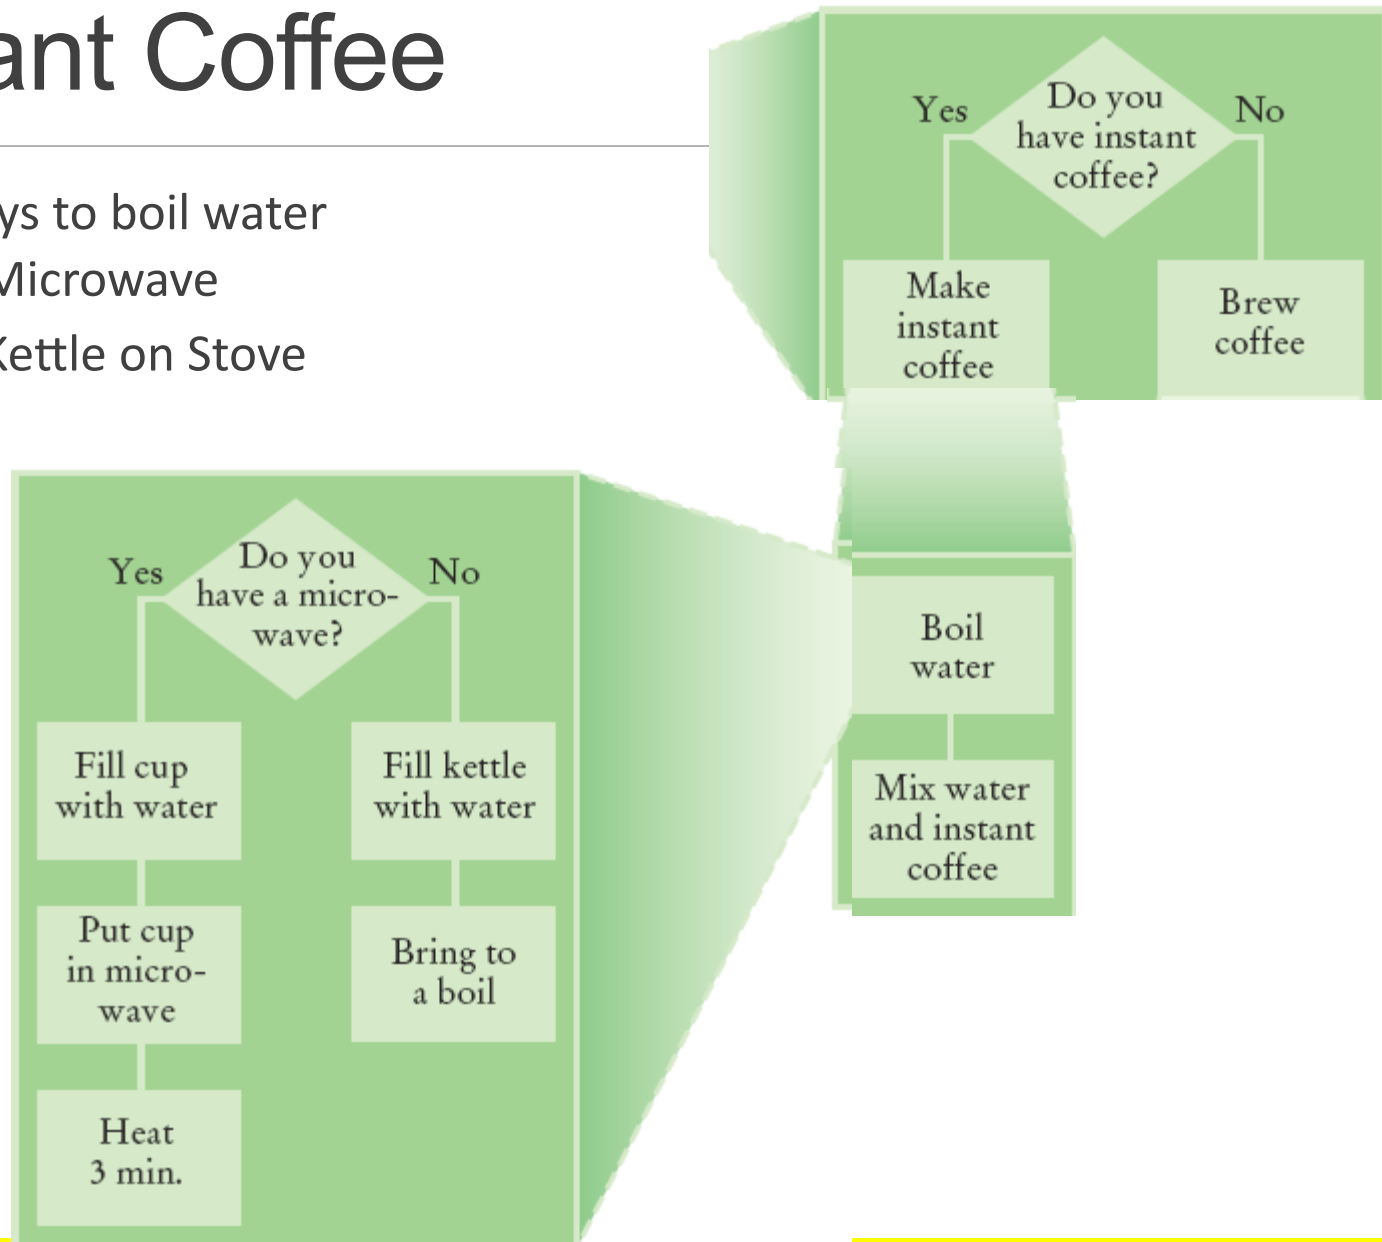 ant Coffee
ys to boil water
Microwave
Kettle on Stove
Yes
Do you
have instant
coffee?
No
Make
instant
coffee
Brew
coffee
Boil
water
Mix water
and instant
coffee
Yes
Do you
have a micro-
wave?
No
Fill cup
with water
Fill kettle
with water
Put cup
in micro-
wave
Bring to
a boil
Heat
3 min.